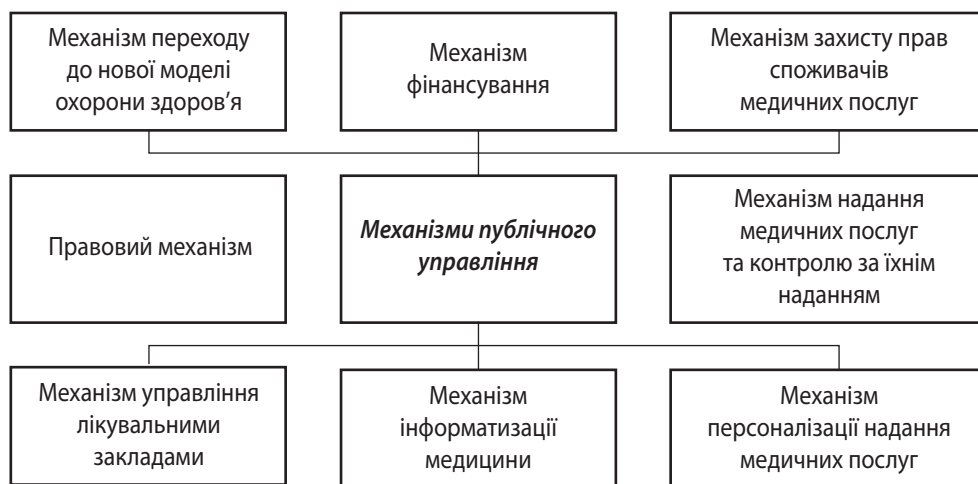 Механізм переходу
до нової моделі
охорони здоров’я
Механізм
фінансування
Механізм захисту прав
споживачів
медичних послуг
Правовий механізм
Механізми публічного
управління
Механізм надання
медичних послуг
та контролю за їхнім
наданням
Механізм управління
лікувальними
закладами
Механізм
інформатизації
медицини
Механізм
персоналізації надання
медичних послуг